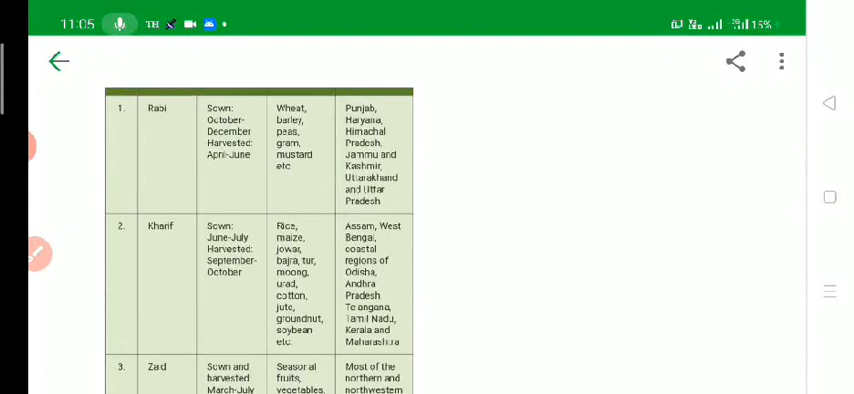 11:05 TH 15%
1. Rabi
Sown:
October-
December
Harvested:
April-June
Wheat,
barley,
peas,
gram,
mustard
etc
Punjab,
Haryana,
Himachal
Pradesh,
Jammu and
Kashmir,
Uttarakhand
and Uttar
Pradesh
2. Kharif
Sown:
June-July
Harvested:
September-
October
Rice,
maize,
jowar,
bajra, tur,
moong,
urad,
cotton,
jute,
groundnut,
soybean
etc.
Assam, West
Bengal,
coastal
regions of
Odisha,
Andhra
Pradesh
Telangana,
Tamil Nadu,
Kerala and
Maharashtra
3. Zaid
Sown and
harvested
March-July
Seasonal
fruits,
vegetables,
Most of the
northern and
northwestern